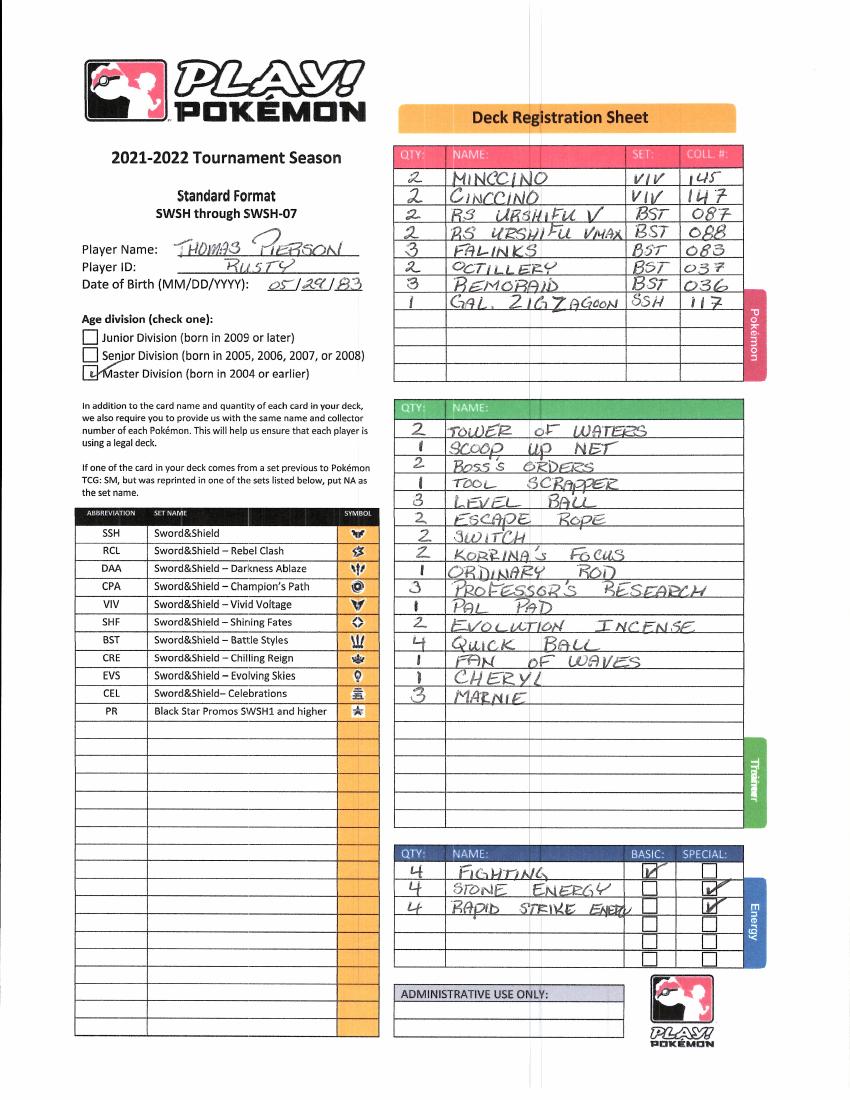 PLAY!
POKÉMON
2021-2022 Tournament Season
Standard Format
SWSH through SWSH-07
Player Name: THOMAS PIERSON
Player ID: RUSTY
Date of Birth (MM/DD/YYYY): 05/29/83
Age division (check one):
Junior Division (born in 2009 or later)
Senior Division (born in 2005, 2006, 2007, or 2008)
Master Division (born in 2004 or earlier)
In addition to the card name and quantity of each card in your deck,
we also require you to provide us with the same name and collector
number of each Pokémon. This will help us ensure that each player is
using a legal deck.
If one of the card in your deck comes from a set previous to Pokémon
TCG: SM, but was reprinted in one of the sets listed below, put NA as
the set name.
ABBREVIATION SET NAME SYMBOL
SSH Sword&Shield
RCL Sword&Shield – Rebel Clash
DAA Sword&Shield – Darkness Ablaze
CPA Sword&Shield – Champion's Path
VIV Sword&Shield – Vivid Voltage
SHF Sword&Shield – Shining Fates
BST Sword&Shield – Battle Styles
CRE Sword&Shield – Chilling Reign
EVS Sword&Shield – Evolving Skies
CEL Sword&Shield– Celebrations
PR Black Star Promos SWSH1 and higher
Deck Registration Sheet
QTY: NAME: SET: COLL. #:
2 MINCCINO VIV 145
2 CINCCINO VIV 147
2 RS URSHIFU V BST 087
2 RS URSHIFU VMAX BST 088
3 FALINKS BST 083
2 OCTILLERY BST 037
3 REMORAID BST 036
1 GAL. ZIGZAGOON SSH 117
Pokémon
QTY: NAME:
2 TOWER OF WATERS
1 SCOOP UP NET
2 BOSS'S ORDERS
1 TOOL SCRAPPER
3 LEVEL BALL
2 ESCAPE ROPE
2 SWITCH
2 KORRINA'S FOCUS
1 ORDINARY ROD
3 PROFESSOR'S RESEARCH
1 PAL PAD
2 EVOLUTION INCENSE
4 QUICK BALL
1 FAN OF WAVES
1 CHERYL
3 MARNIE
Trainer
QTY: NAME: BASIC: SPECIAL:
4 FIGHTING
4 STONE ENERGY
4 RAPID STRIKE ENERGY
Energy
ADMINISTRATIVE USE ONLY:
PLAY!
POKÉMON